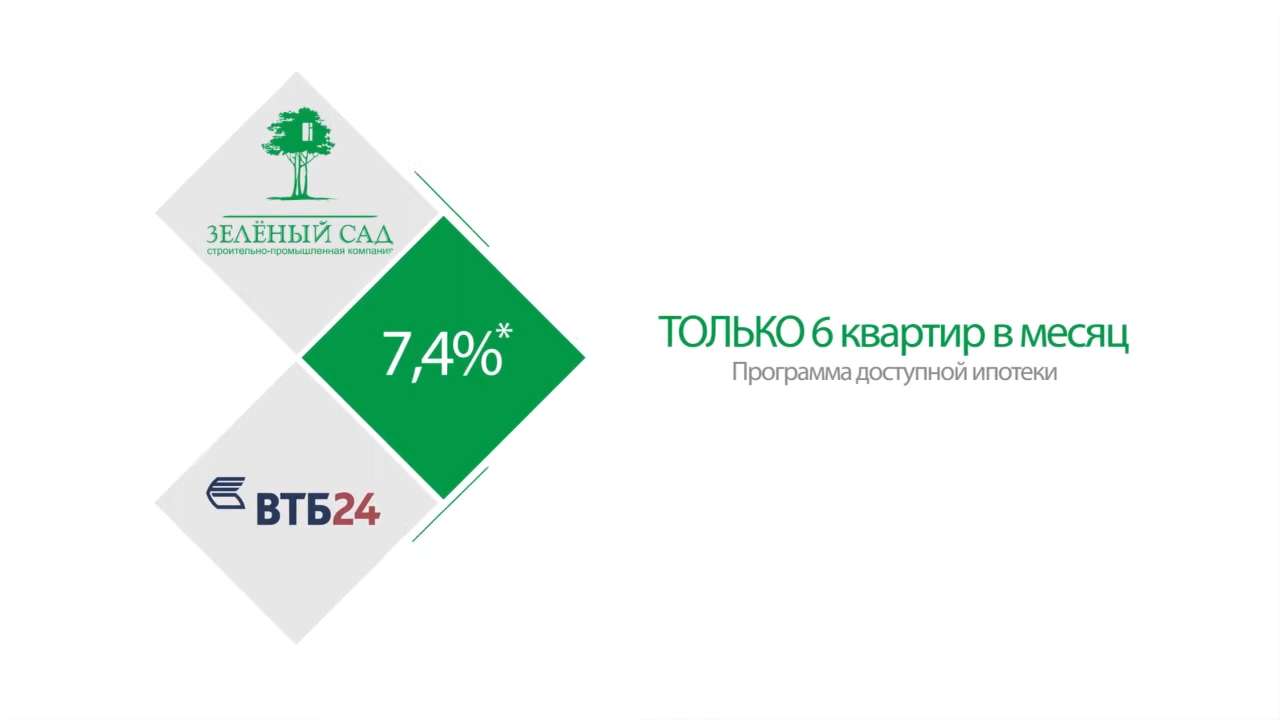 ЗЕЛЁНЫЙ САД
строительно-промышленная компания
7,4%*
ВТБ24
ТОЛЬКО 6 квартир в месяц
Программа доступной ипотеки